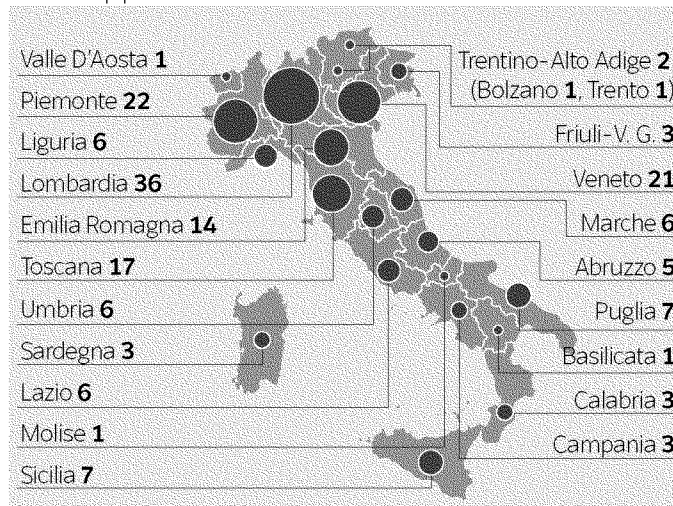 Valle D'Aosta 1
Piemonte 22
Liguria 6
Lombardia 36
Emilia Romagna 14
Toscana 17
Umbria 6
Sardegna 3
Lazio 6
Molise 1
Sicilia 7
Trentino-Alto Adige 2
(Bolzano 1, Trento 1)
Friuli-V. G. 3
Veneto 21
Marche 6
Abruzzo 5
Puglia 7
Basilicata 1
Calabria 3
Campania 3